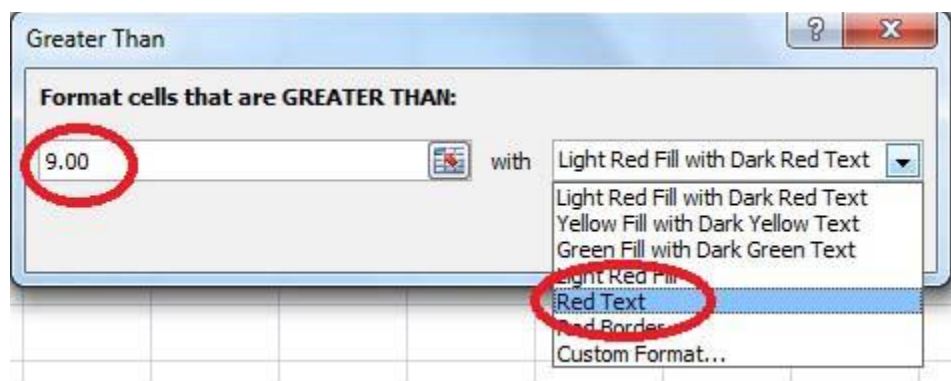 Greater Than
Format cells that are GREATER THAN:
9.00 with Light Red Fill with Dark Red Text
Light Red Fill with Dark Red Text
Yellow Fill with Dark Yellow Text
Green Fill with Dark Green Text
Light Red Fill
Red Text
Red Border
Custom Format...